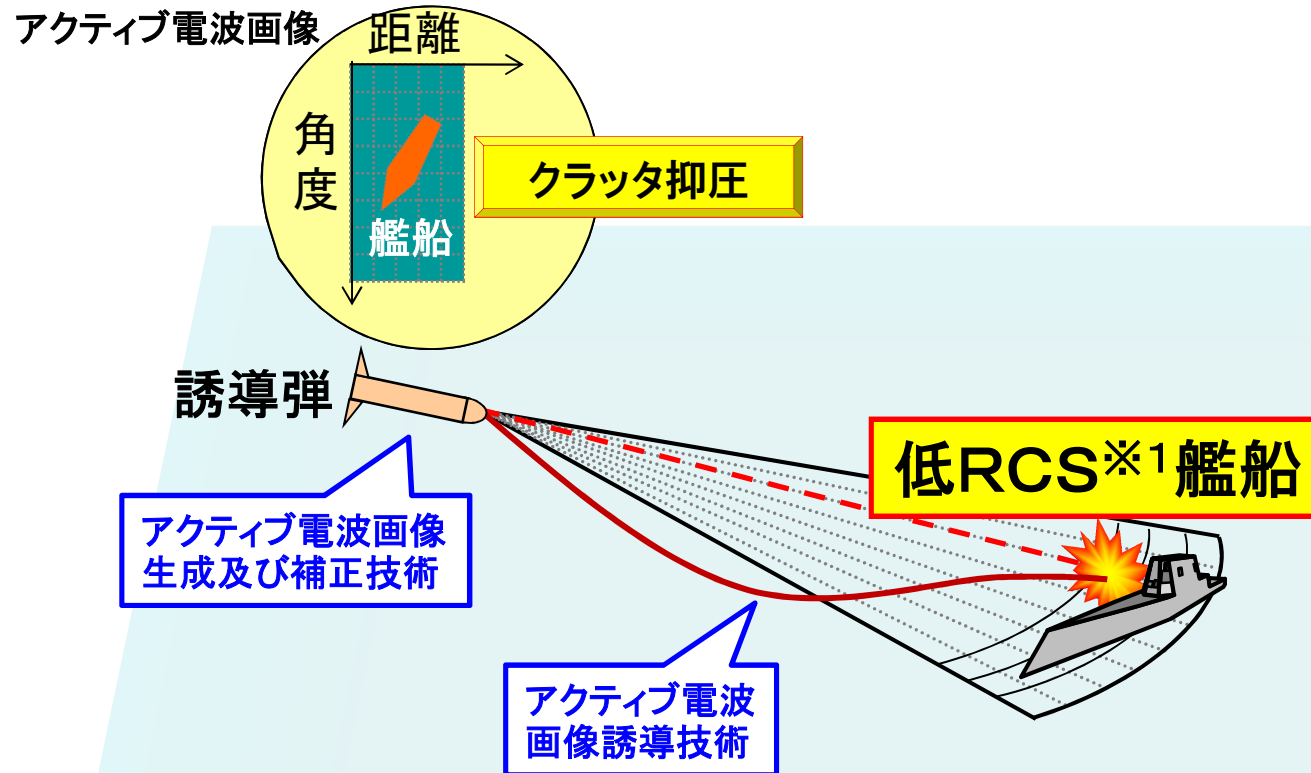 アクティブ電波画像
距離
角
度
クラッタ抑圧
艦船
誘導弾
低RCS※1艦船
アクティブ電波画像
生成及び補正技術
アクティブ電波
画像誘導技術